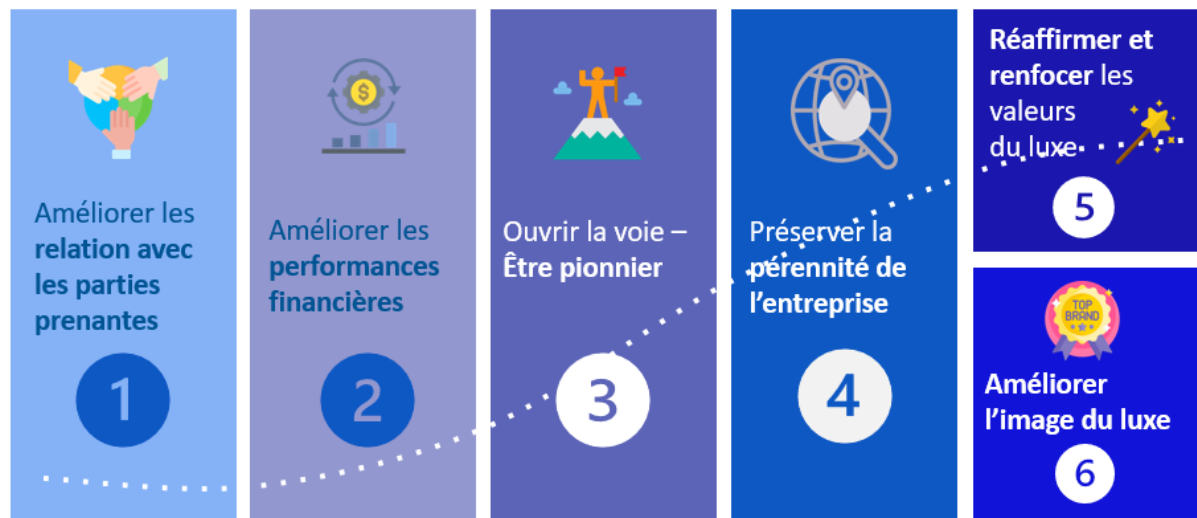 Améliorer les
relation avec
les parties
prenantes
1
Améliorer les
performances
financières
2
Ouvrir la voie –
Être pionnier
3
Préserver la
pérennité de
l’entreprise
4
Réaffirmer et
renfocer les
valeurs
du luxe
5
TOP
BRAND
Améliorer
l’image du luxe
6
$